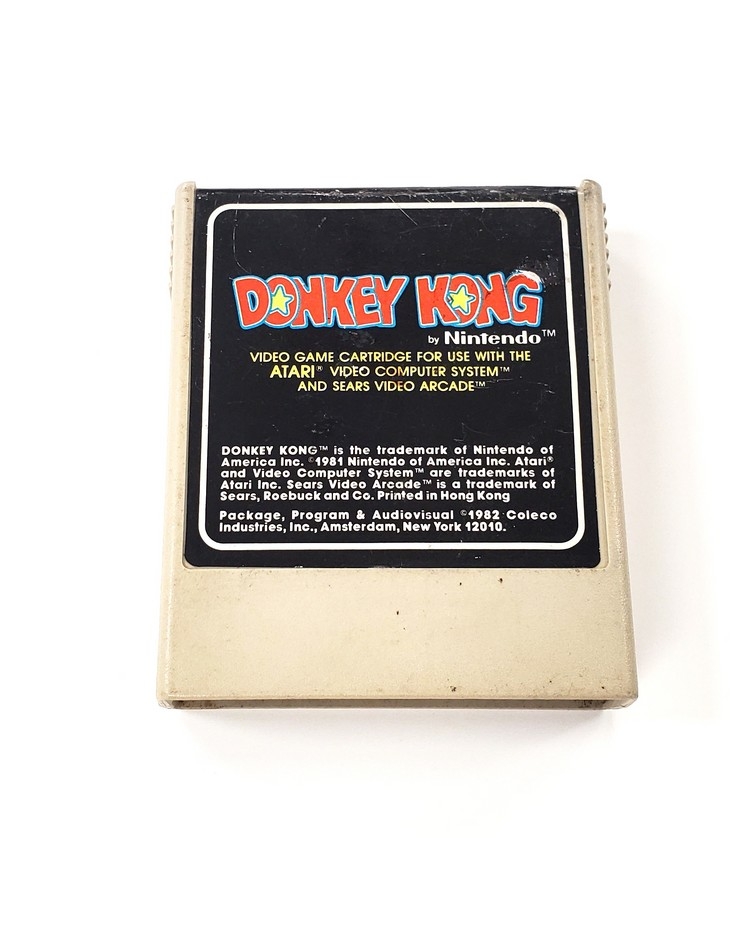 DONKEY KONG
by Nintendo™
VIDEO GAME CARTRIDGE FOR USE WITH THE
ATARI® VIDEO COMPUTER SYSTEM™
AND SEARS VIDEO ARCADE™
DONKEY KONG™ is the trademark of Nintendo of
America Inc. ©1981 Nintendo of America Inc. Atari®
and Video Computer System™ are trademarks of
Atari Inc. Sears Video Arcade™ is a trademark of
Sears, Roebuck and Co. Printed in Hong Kong
Package, Program & Audiovisual ©1982 Coleco
Industries, Inc., Amsterdam, New York 12010.